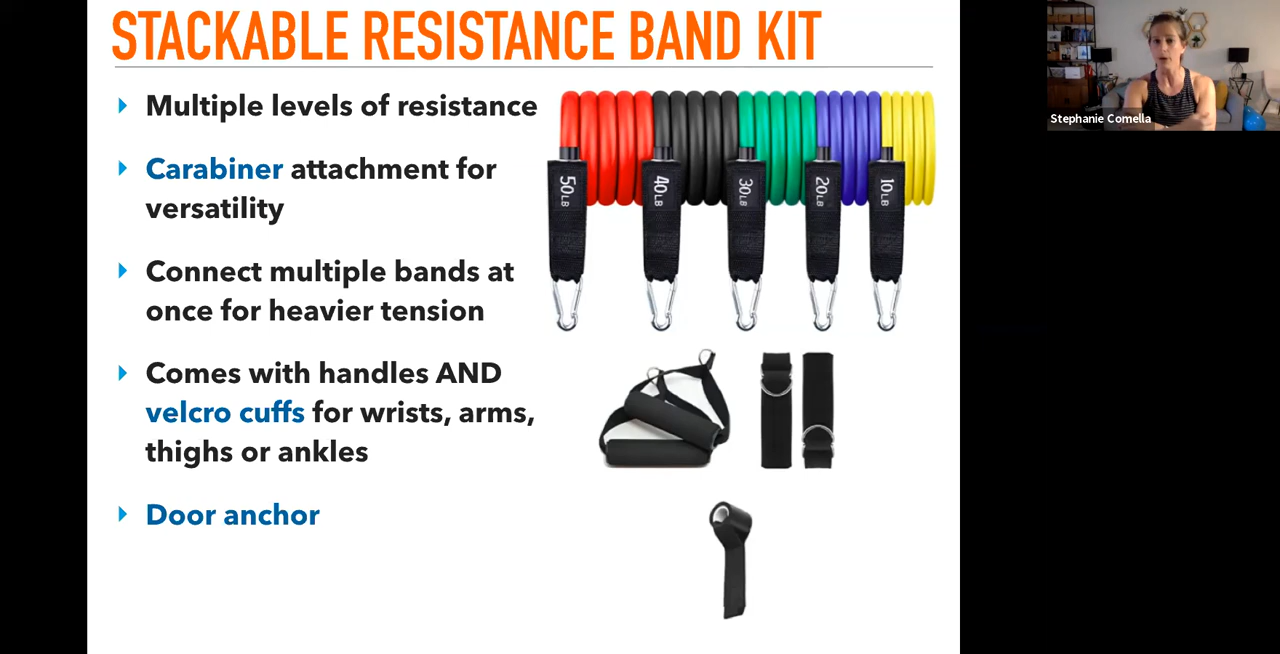 STACKABLE RESISTANCE BAND KIT
Multiple levels of resistance
Carabiner attachment for
versatility
Connect multiple bands at
once for heavier tension
Comes with handles AND
velcro cuffs for wrists, arms,
thighs or ankles
Door anchor
50LB
40LB
30LB
20LB
10LB
Stephanie Comella